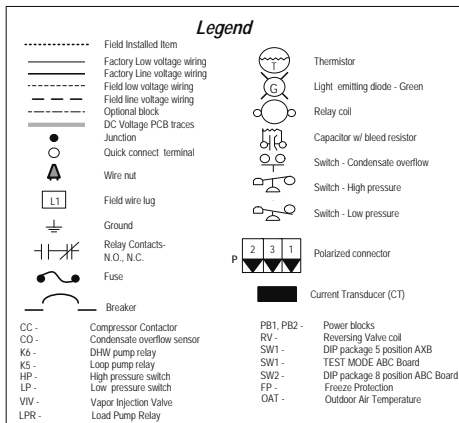 Legend
Field Installed Item
Factory Low voltage wiring
Factory Line voltage wiring
Field low voltage wiring
Field line voltage wiring
Optional block
DC Voltage PCB traces
Junction
Quick connect terminal
Wire nut
L1 Field wire lug
Ground
Relay Contacts-
N.O., N.C.
Fuse
Breaker
T Thermistor
G Light emitting diode - Green
Relay coil
Capacitor w/ bleed resistor
Switch - Condensate overflow
Switch - High pressure
Switch - Low pressure
P 2 3 1 Polarized connector
Current Transducer (CT)
CC - Compressor Contactor
CO - Condensate overflow sensor
K6 - DHW pump relay
K5 - Loop pump relay
HP - High pressure switch
LP - Low pressure switch
VIV - Vapor Injection Valve
LPR - Load Pump Relay
PB1, PB2 - Power blocks
RV - Reversing Valve coil
SW1 - DIP package 5 position AXB
SW1 - TEST MODE ABC Board
SW2 - DIP package 8 position ABC Board
FP - Freeze Protection
OAT - Outdoor Air Temperature